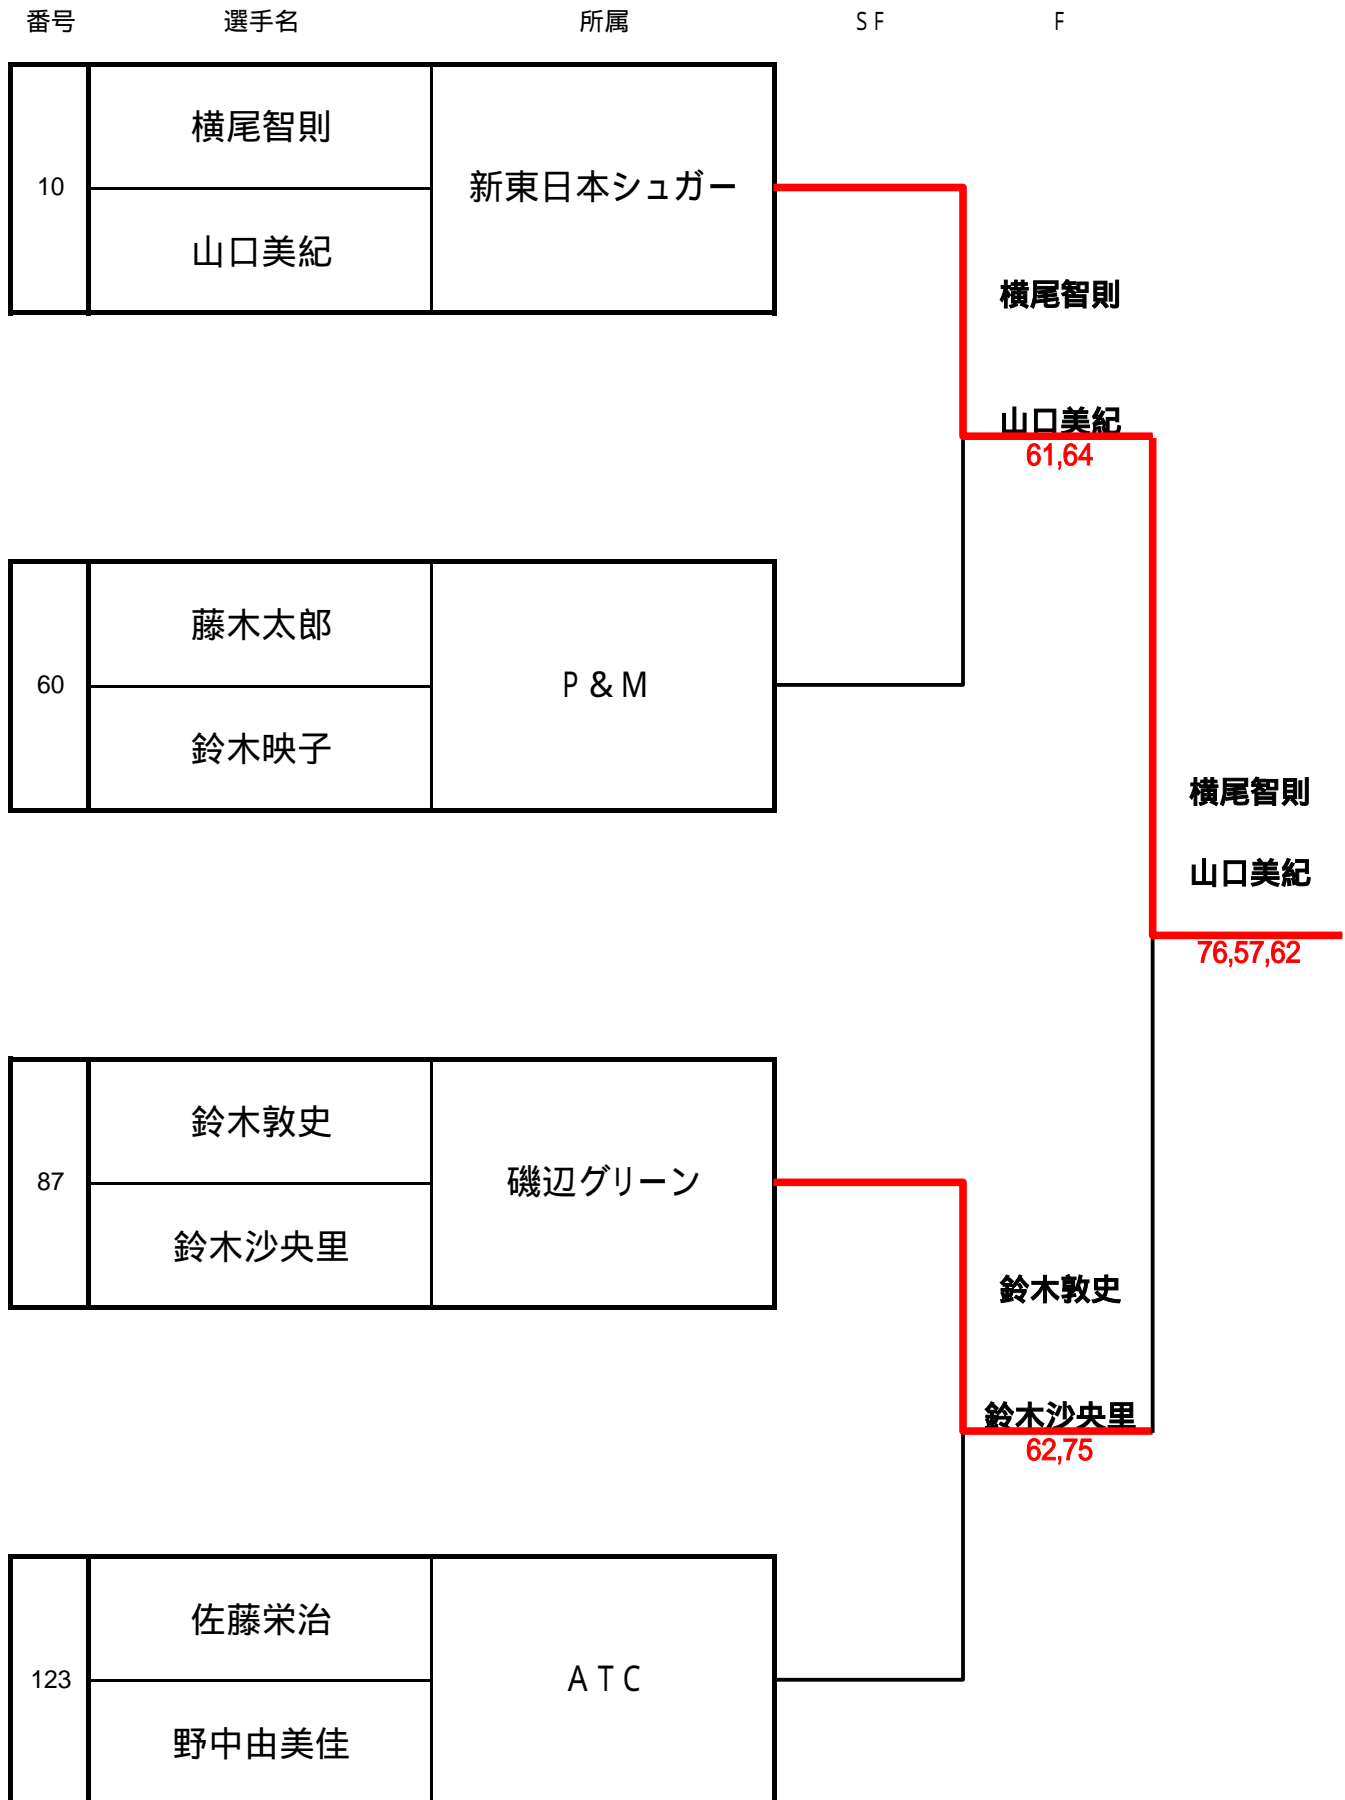 番号 選手名 所属 ＳＦ Ｆ
横尾智則
10 新東日本シュガー
山口美紀
横尾智則
山口美紀
61,64
藤木太郎
60 Ｐ＆Ｍ
鈴木映子
横尾智則
山口美紀
76,57,62
鈴木敦史
87 磯辺グリーン
鈴木沙央里
鈴木敦史
鈴木沙央里
62,75
佐藤栄治
123 ＡＴＣ
野中由美佳